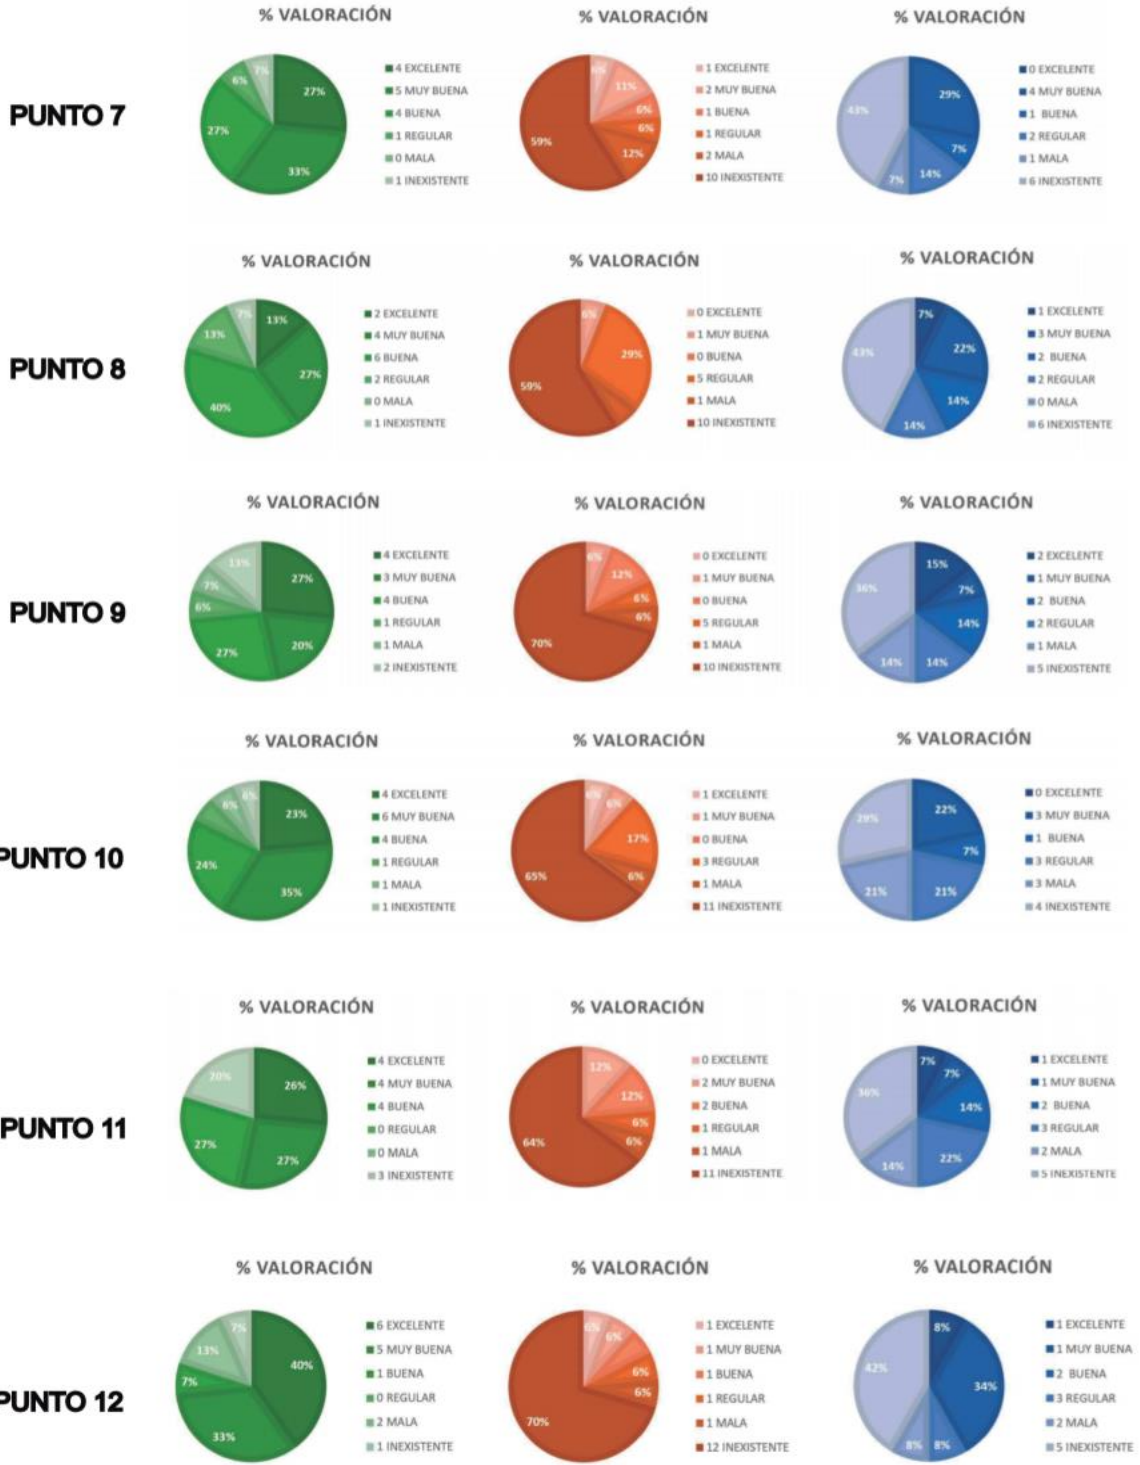 % VALORACIÓN
% VALORACIÓN
% VALORACIÓN
PUNTO 7
7%
6%
27%
27%
33%
4 EXCELENTE
5 MUY BUENA
4 BUENA
1 REGULAR
0 MALA
1 INEXISTENTE
6%
11%
6%
6%
12%
59%
1 EXCELENTE
2 MUY BUENA
1 BUENA
1 REGULAR
2 MALA
10 INEXISTENTE
43%
29%
7%
14%
7%
0 EXCELENTE
4 MUY BUENA
1 BUENA
2 REGULAR
1 MALA
6 INEXISTENTE
% VALORACIÓN
% VALORACIÓN
% VALORACIÓN
PUNTO 8
7%
13%
13%
27%
40%
2 EXCELENTE
4 MUY BUENA
6 BUENA
2 REGULAR
0 MALA
1 INEXISTENTE
6%
29%
59%
0 EXCELENTE
1 MUY BUENA
0 BUENA
5 REGULAR
1 MALA
10 INEXISTENTE
7%
22%
43%
14%
14%
1 EXCELENTE
3 MUY BUENA
2 BUENA
2 REGULAR
0 MALA
6 INEXISTENTE
% VALORACIÓN
% VALORACIÓN
% VALORACIÓN
PUNTO 9
13%
7%
6%
27%
27%
20%
4 EXCELENTE
3 MUY BUENA
4 BUENA
1 REGULAR
1 MALA
2 INEXISTENTE
6%
12%
6%
6%
70%
0 EXCELENTE
1 MUY BUENA
0 BUENA
5 REGULAR
1 MALA
10 INEXISTENTE
15%
7%
36%
14%
14%
14%
2 EXCELENTE
1 MUY BUENA
2 BUENA
2 REGULAR
1 MALA
5 INEXISTENTE
% VALORACIÓN
% VALORACIÓN
% VALORACIÓN
PUNTO 10
6%
6%
23%
24%
35%
4 EXCELENTE
6 MUY BUENA
4 BUENA
1 REGULAR
1 MALA
1 INEXISTENTE
6%
6%
17%
6%
65%
1 EXCELENTE
1 MUY BUENA
0 BUENA
3 REGULAR
1 MALA
11 INEXISTENTE
29%
22%
7%
21%
21%
0 EXCELENTE
3 MUY BUENA
1 BUENA
3 REGULAR
3 MALA
4 INEXISTENTE
% VALORACIÓN
% VALORACIÓN
% VALORACIÓN
PUNTO 11
20%
26%
27%
27%
4 EXCELENTE
4 MUY BUENA
4 BUENA
0 REGULAR
0 MALA
3 INEXISTENTE
12%
12%
6%
6%
64%
0 EXCELENTE
2 MUY BUENA
2 BUENA
1 REGULAR
1 MALA
11 INEXISTENTE
7%
7%
36%
14%
22%
14%
1 EXCELENTE
1 MUY BUENA
2 BUENA
3 REGULAR
2 MALA
5 INEXISTENTE
% VALORACIÓN
% VALORACIÓN
% VALORACIÓN
PUNTO 12
7%
13%
7%
40%
33%
6 EXCELENTE
5 MUY BUENA
1 BUENA
0 REGULAR
2 MALA
1 INEXISTENTE
6%
6%
6%
6%
70%
1 EXCELENTE
1 MUY BUENA
1 BUENA
1 REGULAR
1 MALA
12 INEXISTENTE
8%
42%
34%
8%
8%
1 EXCELENTE
1 MUY BUENA
2 BUENA
3 REGULAR
2 MALA
5 INEXISTENTE